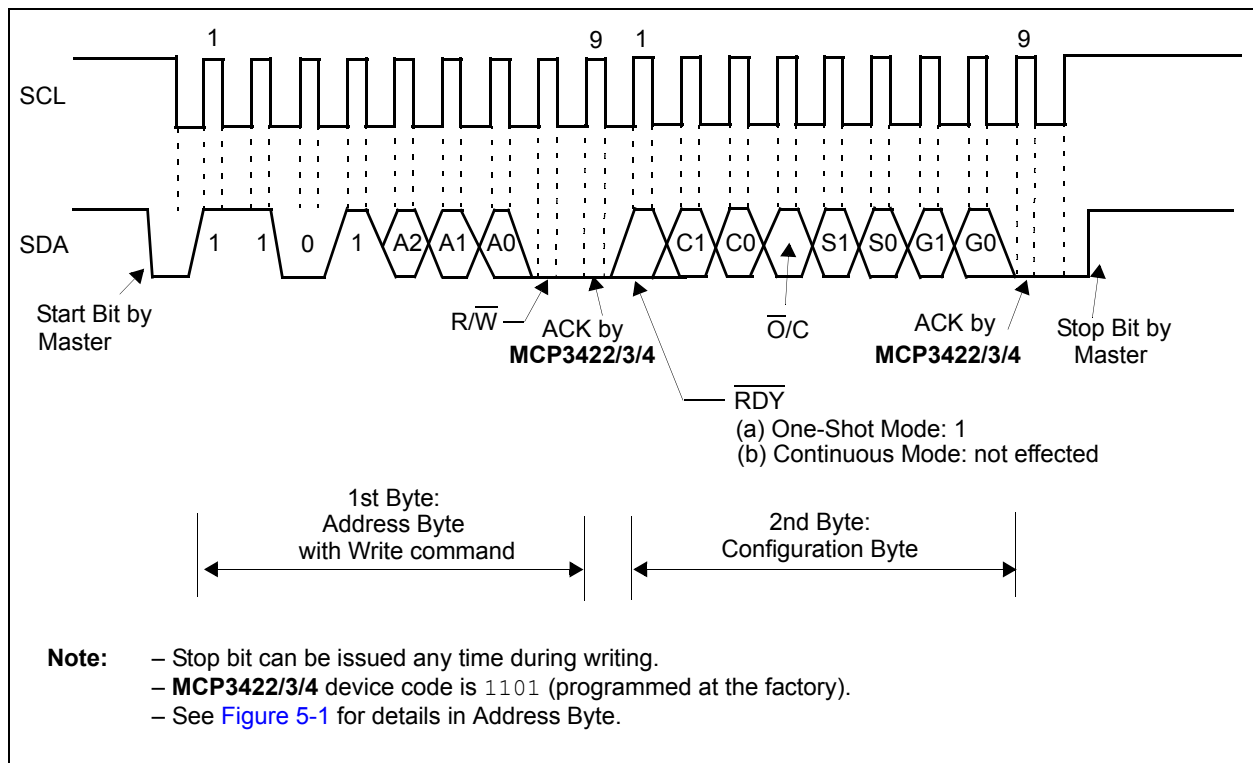 1 9 1 9
SCL
SDA
1 1 0 1 A2 A1 A0 C1 C0 S1 S0 G1 G0
Start Bit by
Master
R/W̅
ACK by
MCP3422/3/4
O̅/C
ACK by
MCP3422/3/4
Stop Bit by
Master
R̅D̅Y̅
(a) One-Shot Mode: 1
(b) Continuous Mode: not effected
1st Byte:
Address Byte
with Write command
2nd Byte:
Configuration Byte
Note: – Stop bit can be issued any time during writing.
– MCP3422/3/4 device code is 1101 (programmed at the factory).
– See Figure 5-1 for details in Address Byte.